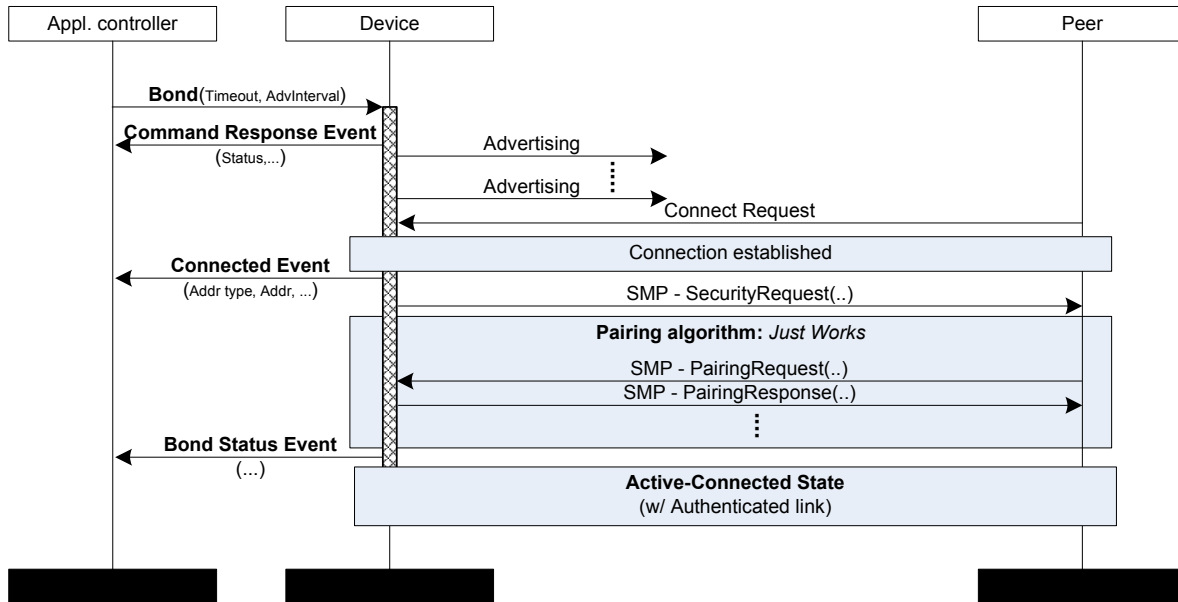 Appl. controller
Device
Peer
Bond(Timeout, AdvInterval)
Command Response Event
(Status,...)
Advertising
Advertising
Connect Request
Connection established
Connected Event
(Addr type, Addr, ...)
SMP - SecurityRequest(..)
Pairing algorithm: Just Works
SMP - PairingRequest(..)
SMP - PairingResponse(..)
Bond Status Event
(...)
Active-Connected State
(w/ Authenticated link)